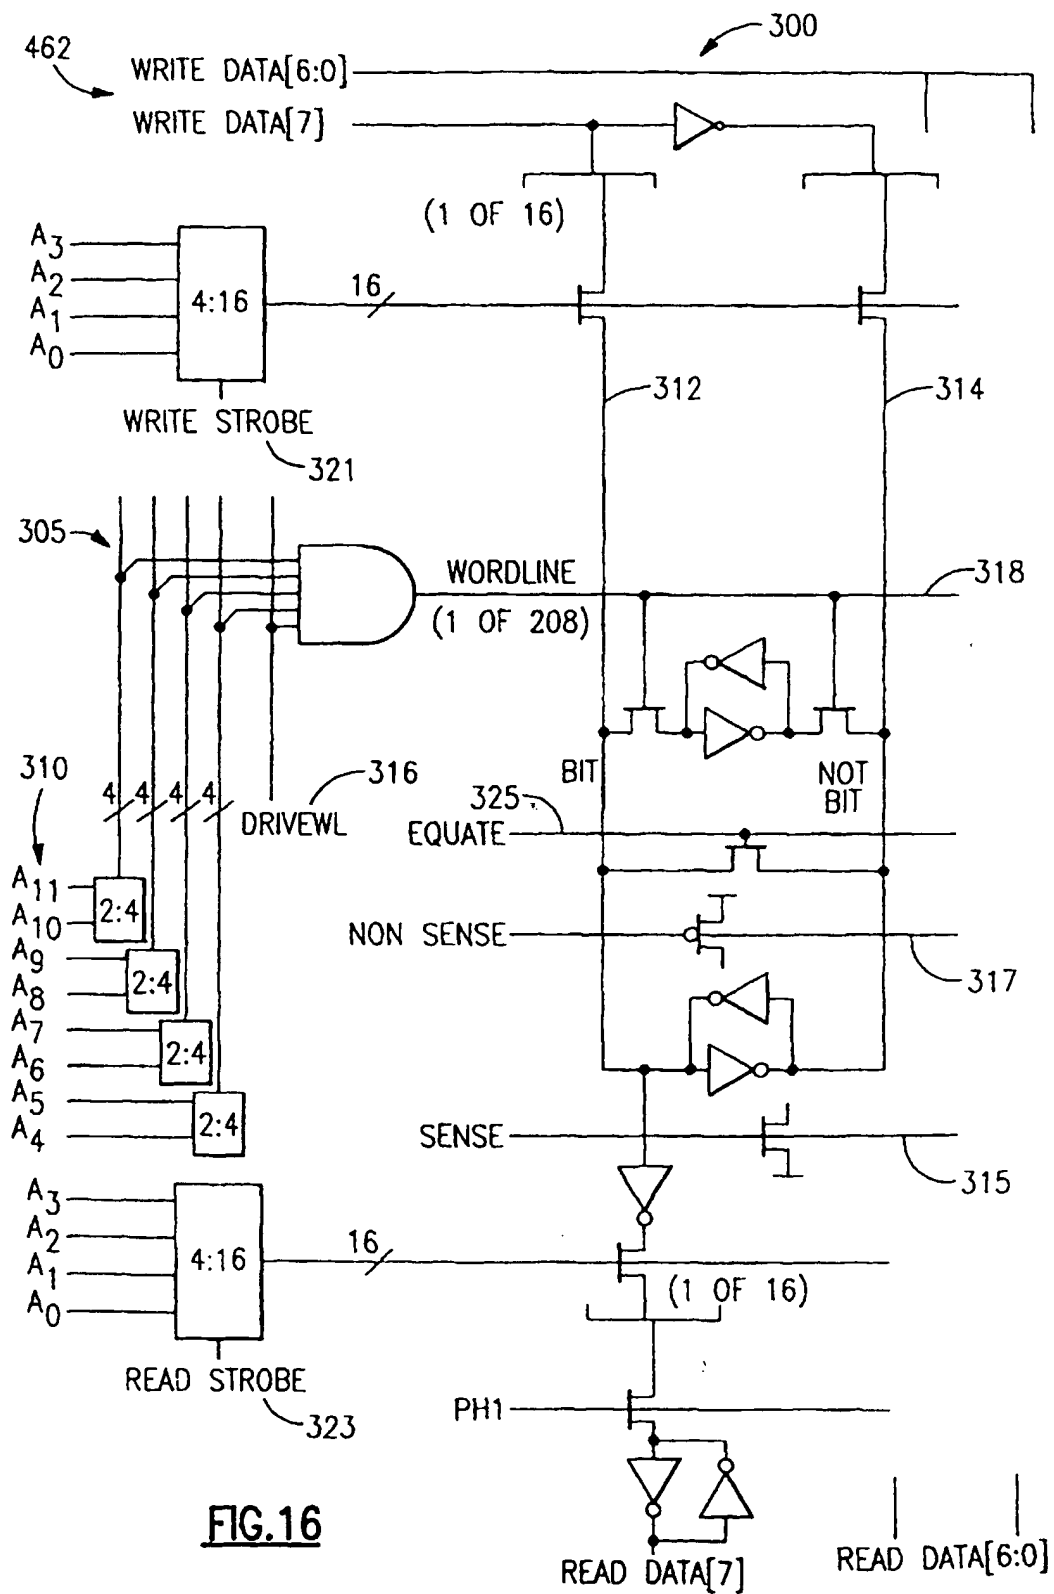 300
462
WRITE DATA[6:0]
WRITE DATA[7]
(1 OF 16)
A3
A2
A1
A0
4:16
16
312
314
WRITE STROBE
321
305
WORDLINE
(1 OF 208)
318
310
4 4 4 4
316
DRIVEWL
BIT
NOT
BIT
325
EQUATE
A11
A10
2:4
NON SENSE
A9
A8
2:4
317
A7
A6
2:4
A5
A4
2:4
SENSE
315
A3
A2
A1
A0
4:16
16
(1 OF 16)
READ STROBE
323
PH1
FIG.16
READ DATA[7]
READ DATA[6:0]